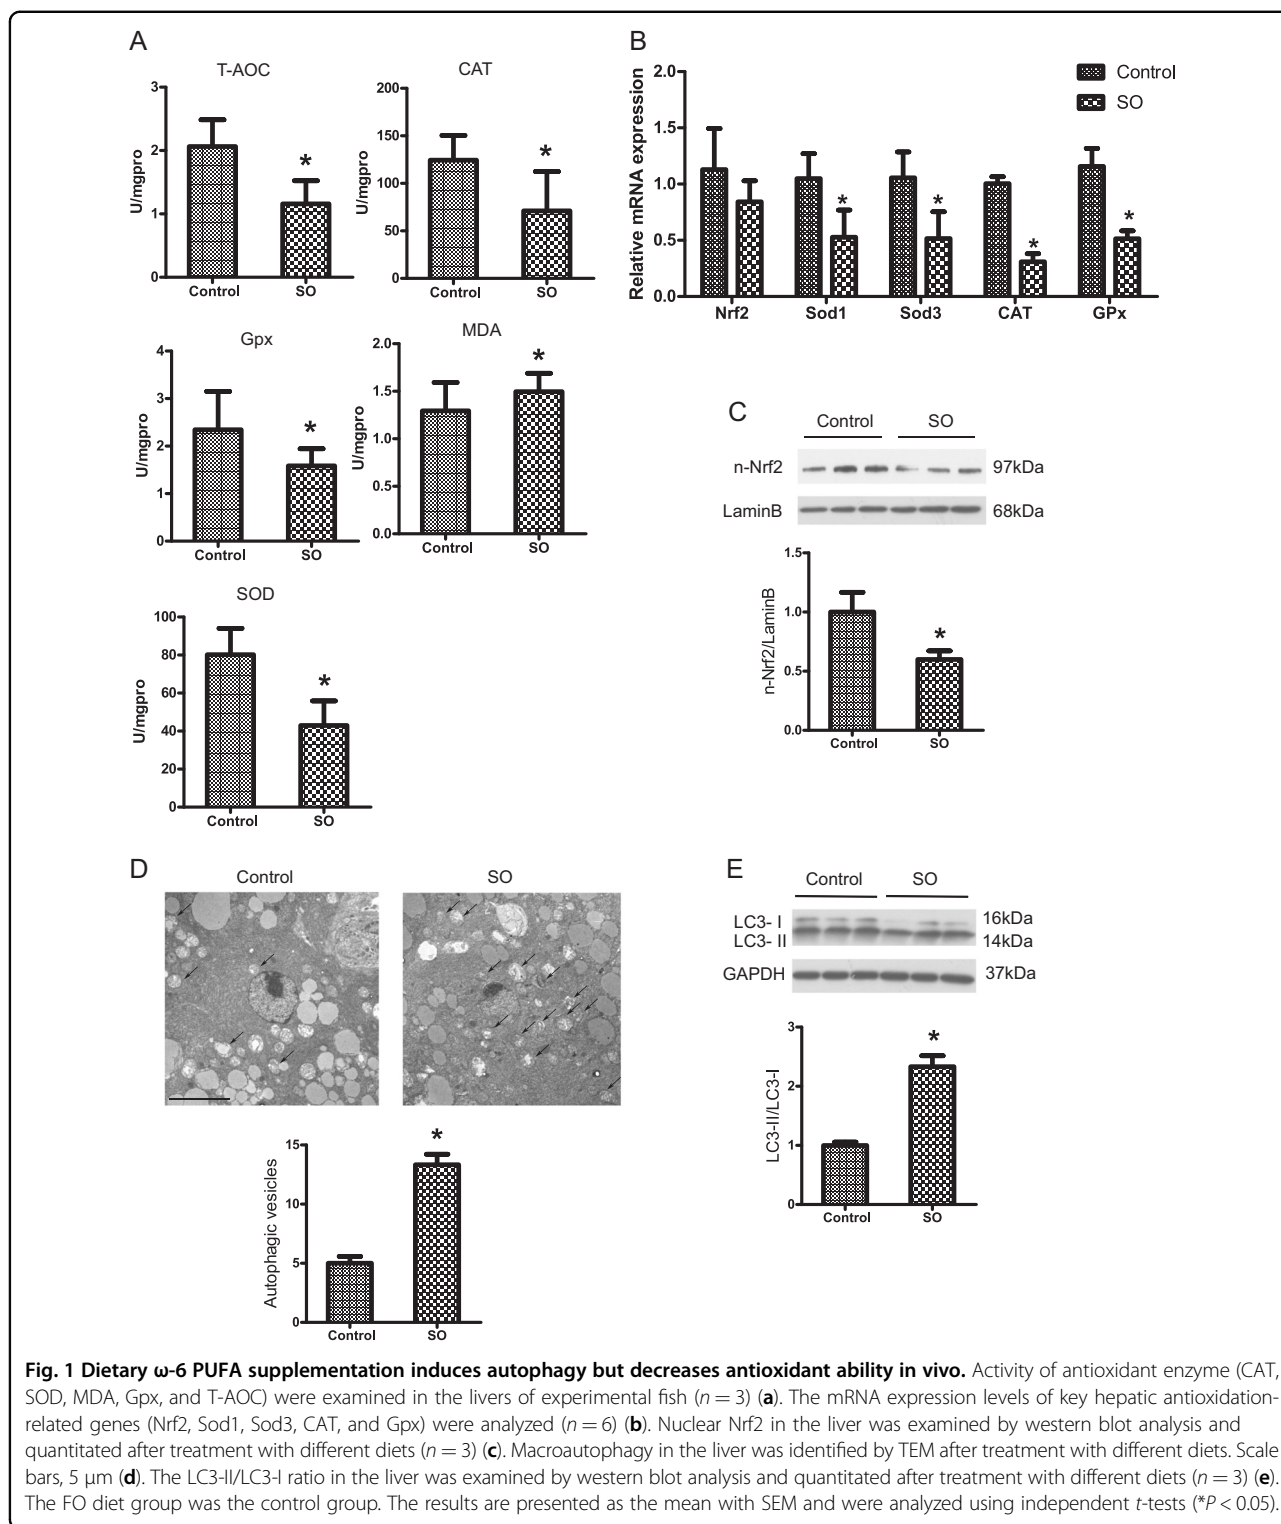 A
T-AOC
3
2
1
0
U/mgpro
*
Control SO
CAT
200
150
100
50
0
U/mgpro
*
Control SO
Gpx
4
3
2
1
0
U/mgpro
*
Control SO
MDA
2.0
1.5
1.0
0.5
0.0
U/mgpro
*
Control SO
SOD
100
80
60
40
20
0
U/mgpro
*
Control SO
B
2.0
1.5
1.0
0.5
0.0
Relative mRNA expression
Control
SO
* * * *
Nrf2 Sod1 Sod3 CAT GPx
C
Control SO
n-Nrf2 97kDa
LaminB 68kDa
1.5
1.0
0.5
0.0
n-Nrf2/LaminB
*
Control SO
D
Control SO
15
10
5
0
Autophagic vesicles
*
Control SO
E
Control SO
LC3- I 16kDa
LC3- II 14kDa
GAPDH 37kDa
3
2
1
0
LC3-II/LC3-I
*
Control SO
Fig. 1 Dietary ω-6 PUFA supplementation induces autophagy but decreases antioxidant ability in vivo. Activity of antioxidant enzyme (CAT,
SOD, MDA, Gpx, and T-AOC) were examined in the livers of experimental fish (n = 3) (a). The mRNA expression levels of key hepatic antioxidation-
related genes (Nrf2, Sod1, Sod3, CAT, and Gpx) were analyzed (n = 6) (b). Nuclear Nrf2 in the liver was examined by western blot analysis and
quantitated after treatment with different diets (n = 3) (c). Macroautophagy in the liver was identified by TEM after treatment with different diets. Scale
bars, 5 μm (d). The LC3-II/LC3-I ratio in the liver was examined by western blot analysis and quantitated after treatment with different diets (n = 3) (e).
The FO diet group was the control group. The results are presented as the mean with SEM and were analyzed using independent t-tests (*P < 0.05).